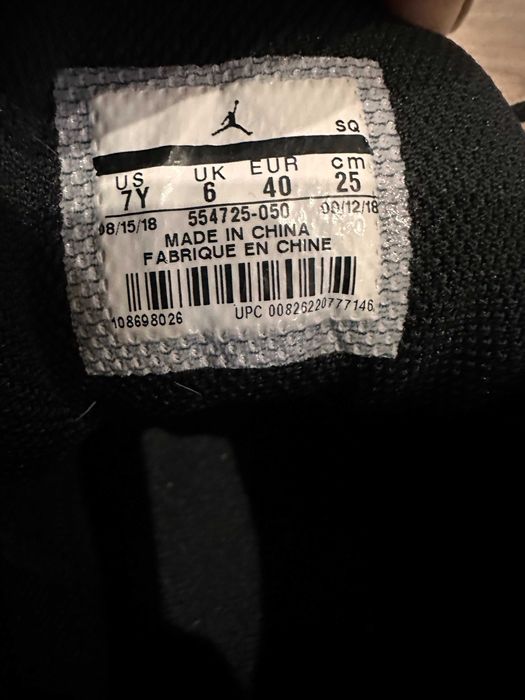 SQ
US UK EUR cm
7Y 6 40 25
08/15/18 554725-050 09/12/18
MADE IN CHINA
FABRIQUE EN CHINE
108698026 UPC 00826220777146